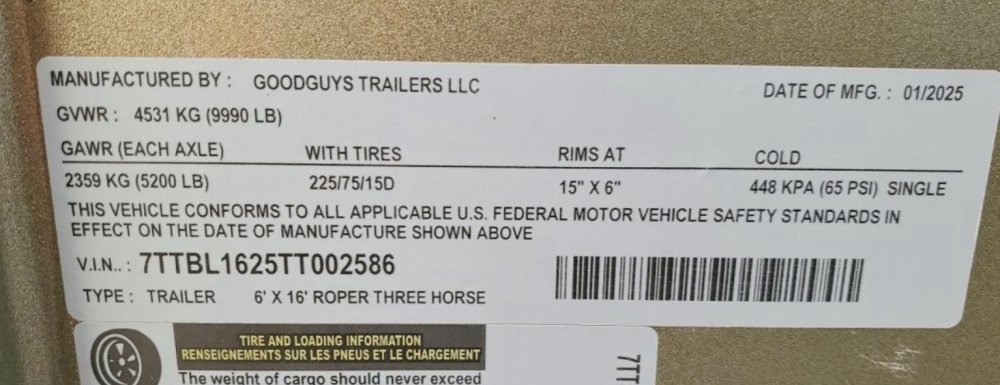 MANUFACTURED BY : GOODGUYS TRAILERS LLC DATE OF MFG. : 01/2025
GVWR : 4531 KG (9990 LB)
GAWR (EACH AXLE) WITH TIRES RIMS AT COLD
2359 KG (5200 LB) 225/75/15D 15" X 6" 448 KPA (65 PSI) SINGLE
THIS VEHICLE CONFORMS TO ALL APPLICABLE U.S. FEDERAL MOTOR VEHICLE SAFETY STANDARDS IN
EFFECT ON THE DATE OF MANUFACTURE SHOWN ABOVE
V.I.N.. : 7TTBL1625TT002586
TYPE : TRAILER 6' X 16' ROPER THREE HORSE
TIRE AND LOADING INFORMATION
RENSEIGNEMENTS SUR LES PNEUS ET LE CHARGEMENT
The weight of cargo should never exceed